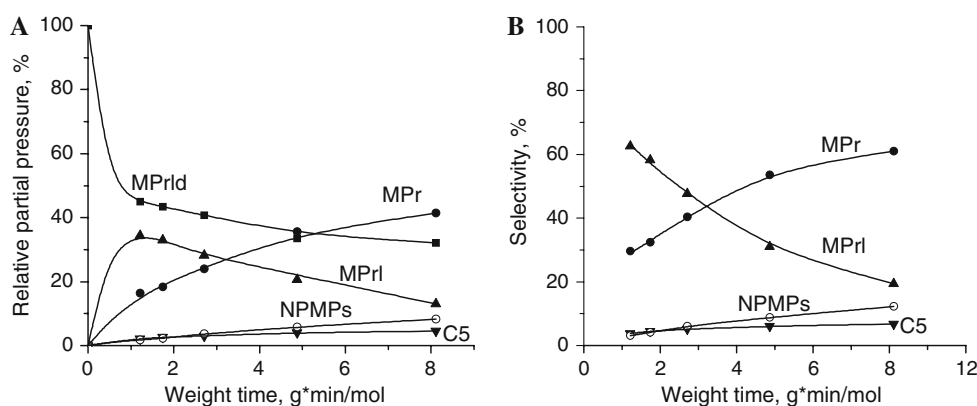 A
Relative partial pressure, %
100
80
60
40
20
0
MPrld
MPr
MPrl
NPMPs
C5
0 2 4 6 8
Weight time, g*min/mol
B
Selectivity, %
100
80
60
40
20
0
MPr
MPrl
NPMPs
C5
0 2 4 6 8 10 12
Weight time, g*min/mol